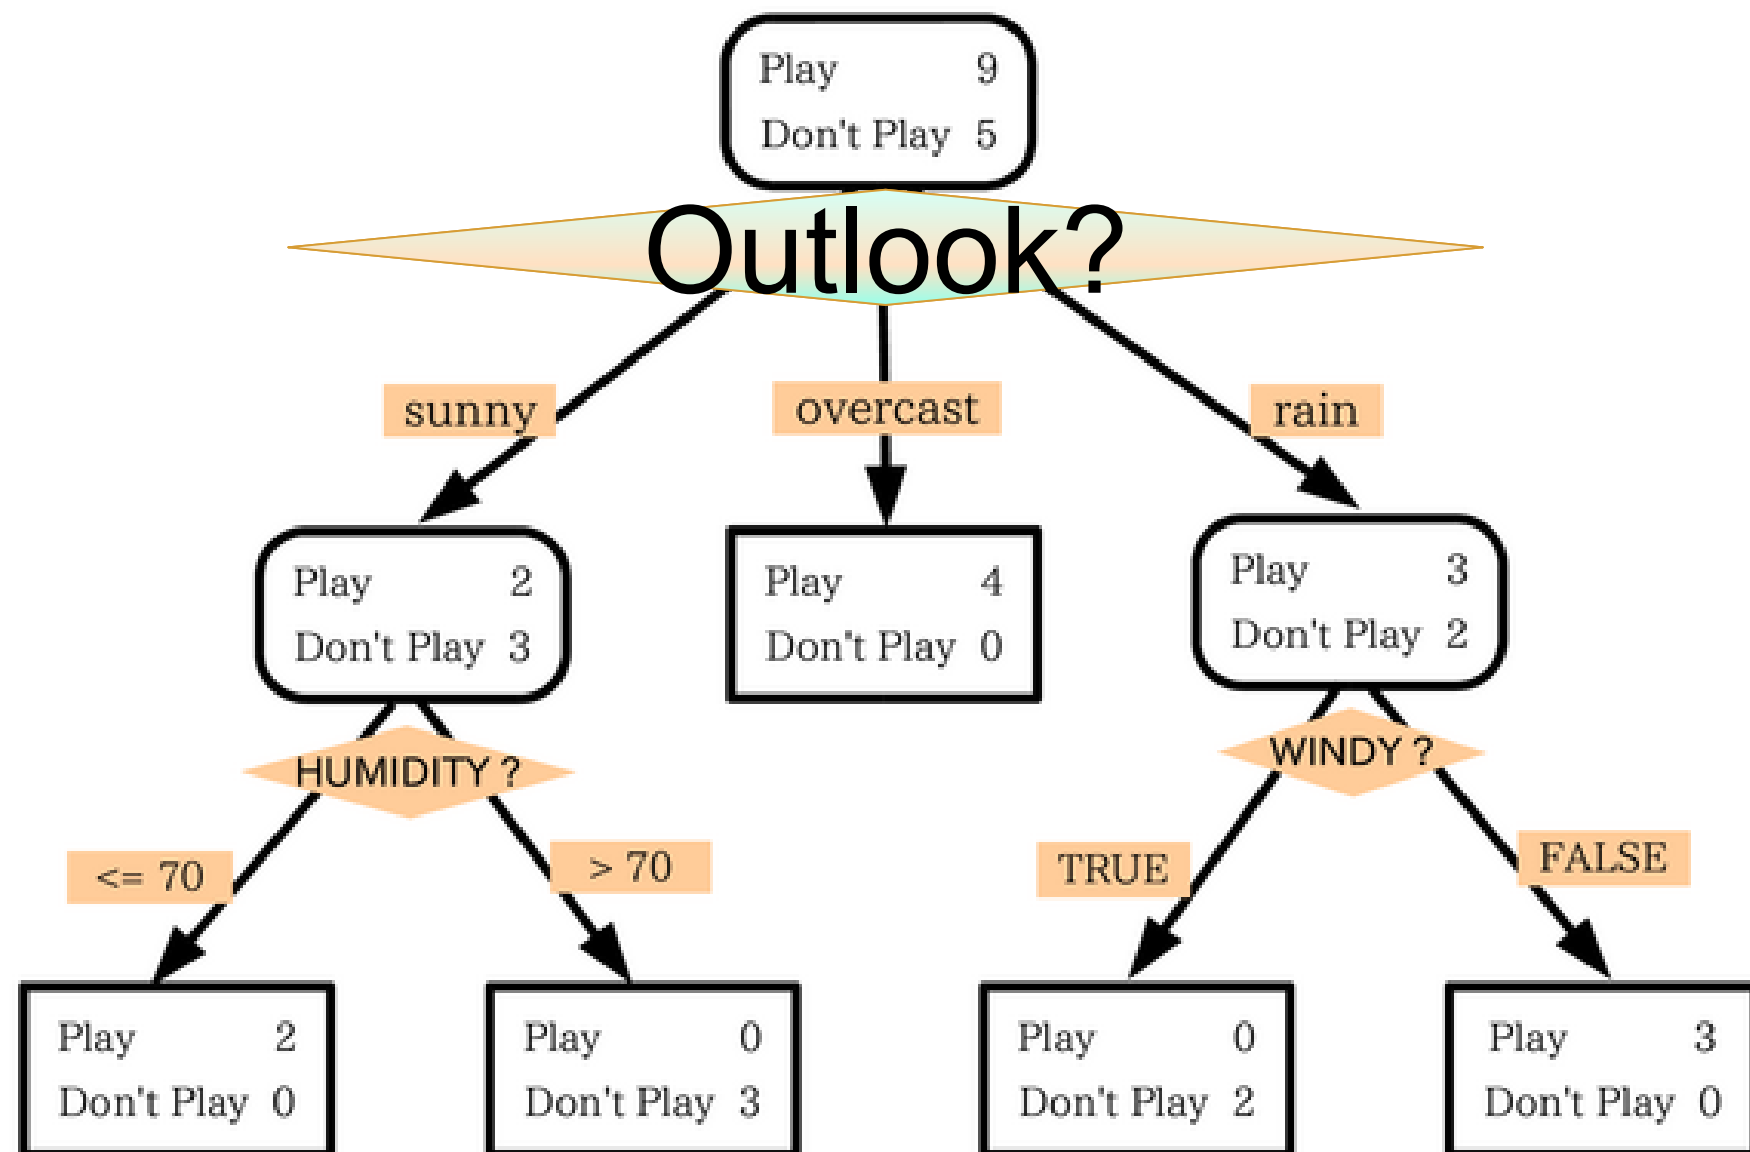 Play 9
Don't Play 5
Outlook?
sunny
overcast
rain
Play 2
Don't Play 3
Play 4
Don't Play 0
Play 3
Don't Play 2
HUMIDITY ?
WINDY ?
<= 70
> 70
TRUE
FALSE
Play 2
Don't Play 0
Play 0
Don't Play 3
Play 0
Don't Play 2
Play 3
Don't Play 0